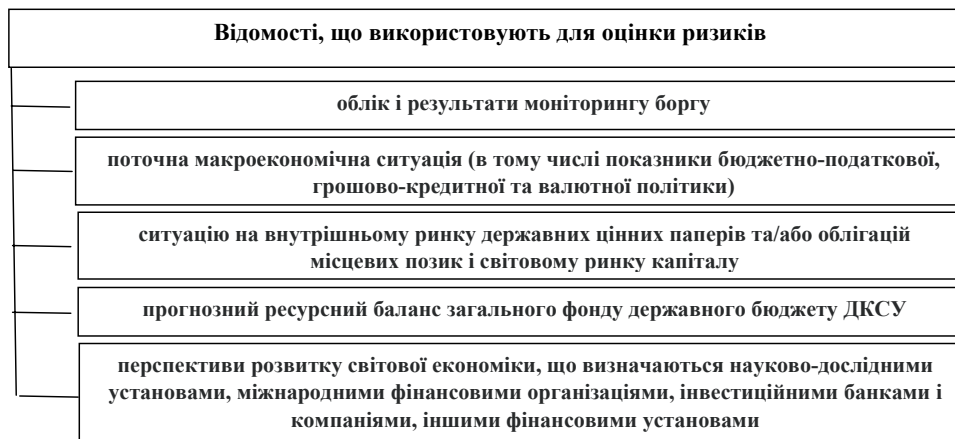 Відомості, що використовують для оцінки ризиків
облік і результати моніторингу боргу
поточна макроекономічна ситуація (в тому числі показники бюджетно-податкової,
грошово-кредитної та валютної політики)
ситуацію на внутрішньому ринку державних цінних паперів та/або облігацій
місцевих позик і світовому ринку капіталу
прогнозний ресурсний баланс загального фонду державного бюджету ДКСУ
перспективи розвитку світової економіки, що визначаються науково-дослідними
установами, міжнародними фінансовими організаціями, інвестиційними банками і
компаніями, іншими фінансовими установами